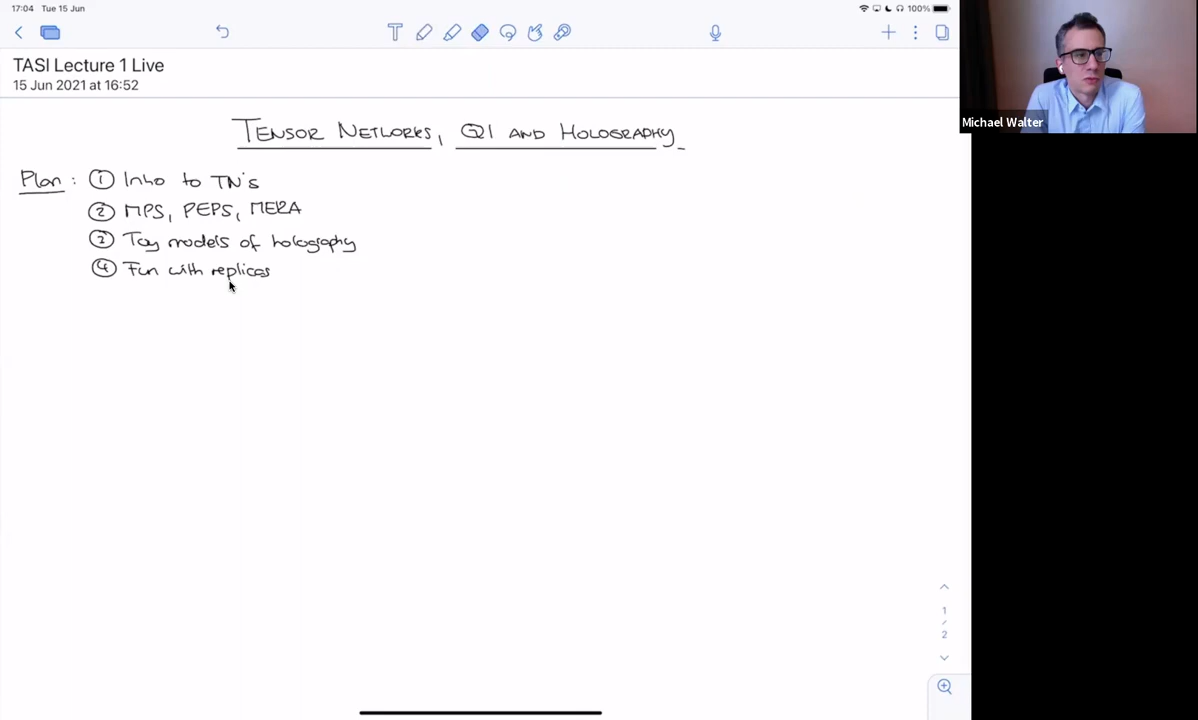 17:04 Tue 15 Jun
100%
TASI Lecture 1 Live
15 Jun 2021 at 16:52
Michael Walter
TENSOR NETWORKS, QI AND HOLOGRAPHY
Plan: ① Intro to TN's
② MPS, PEPS, MERA
③ Toy models of holography
④ Fun with replicas
1
/
2